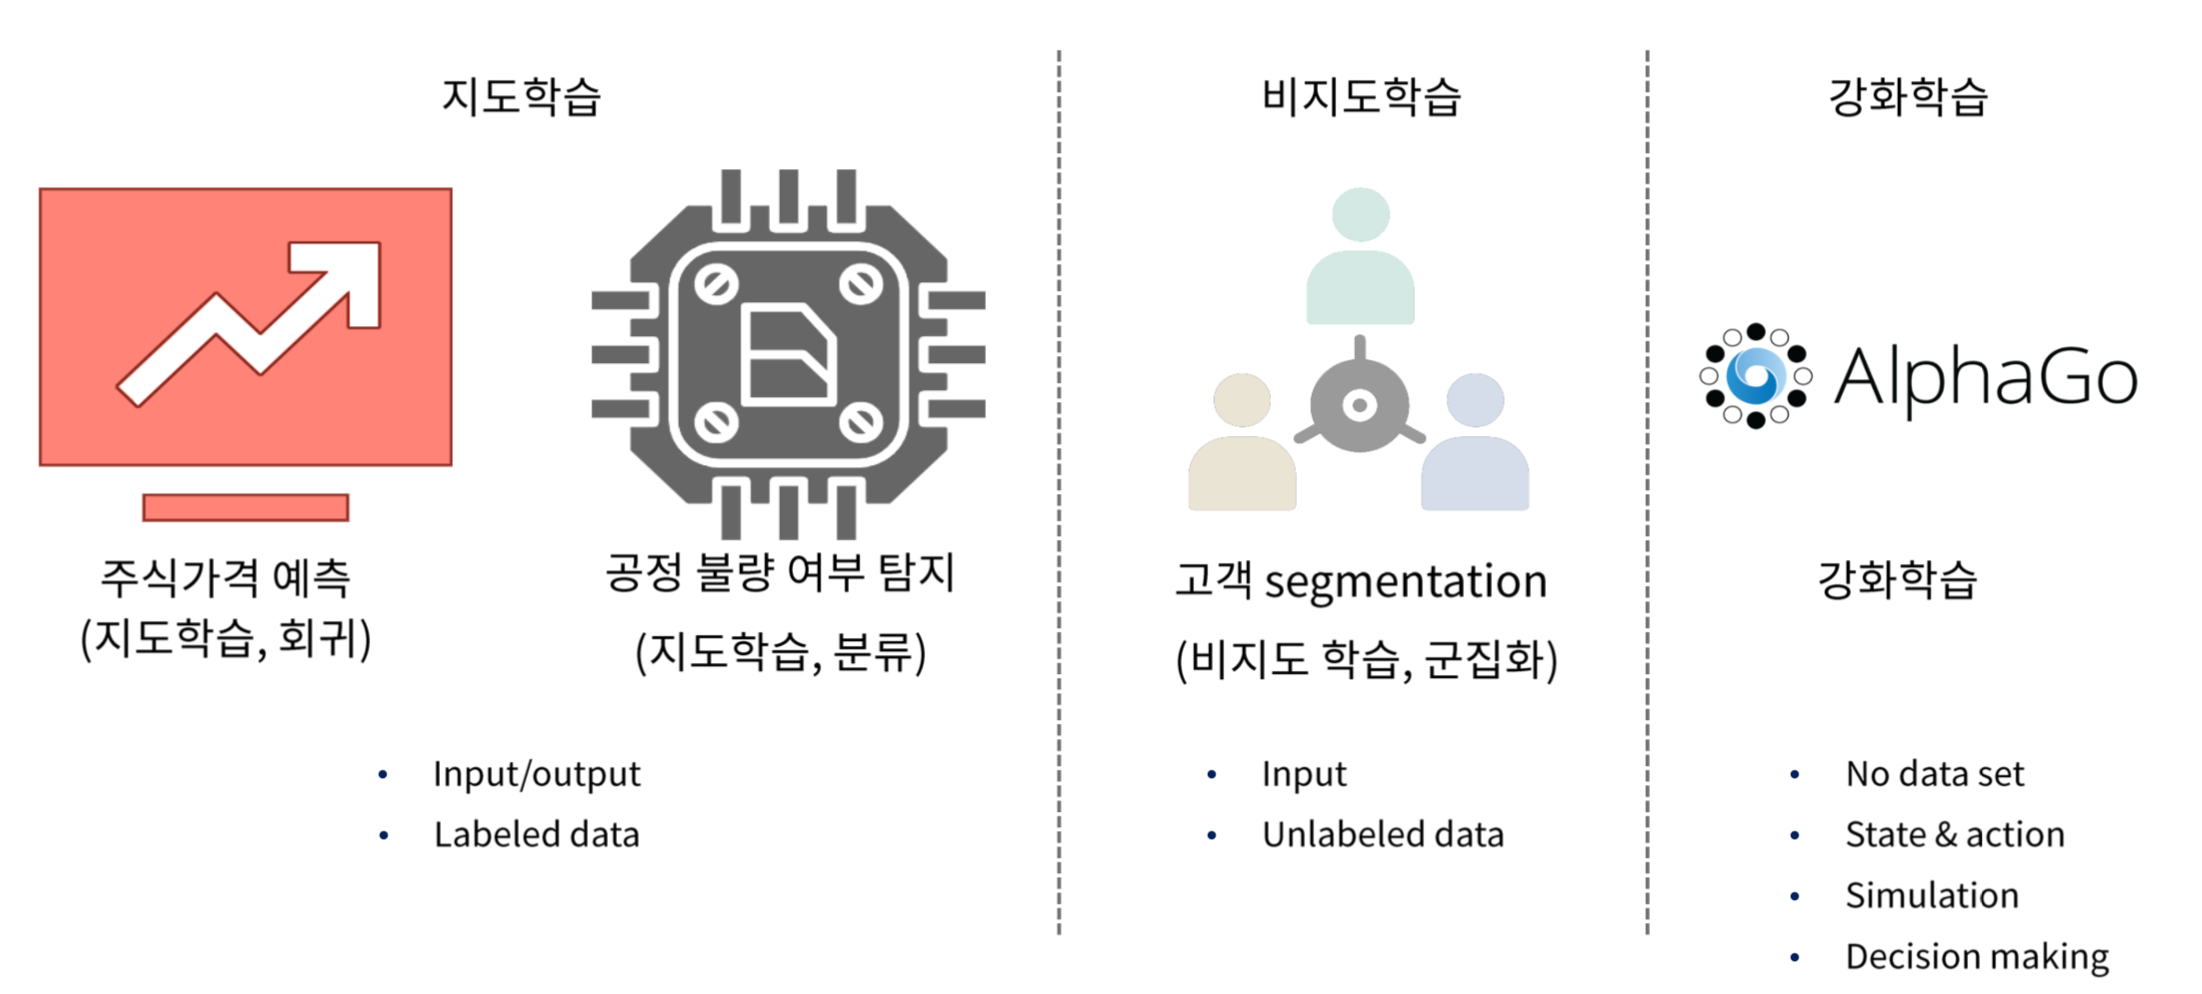 지도학습
주식가격 예측
(지도학습, 회귀)
공정 불량 여부 탐지
(지도학습, 분류)
• Input/output
• Labeled data
비지도학습
고객 segmentation
(비지도 학습, 군집화)
• Input
• Unlabeled data
강화학습
AlphaGo
강화학습
• No data set
• State & action
• Simulation
• Decision making